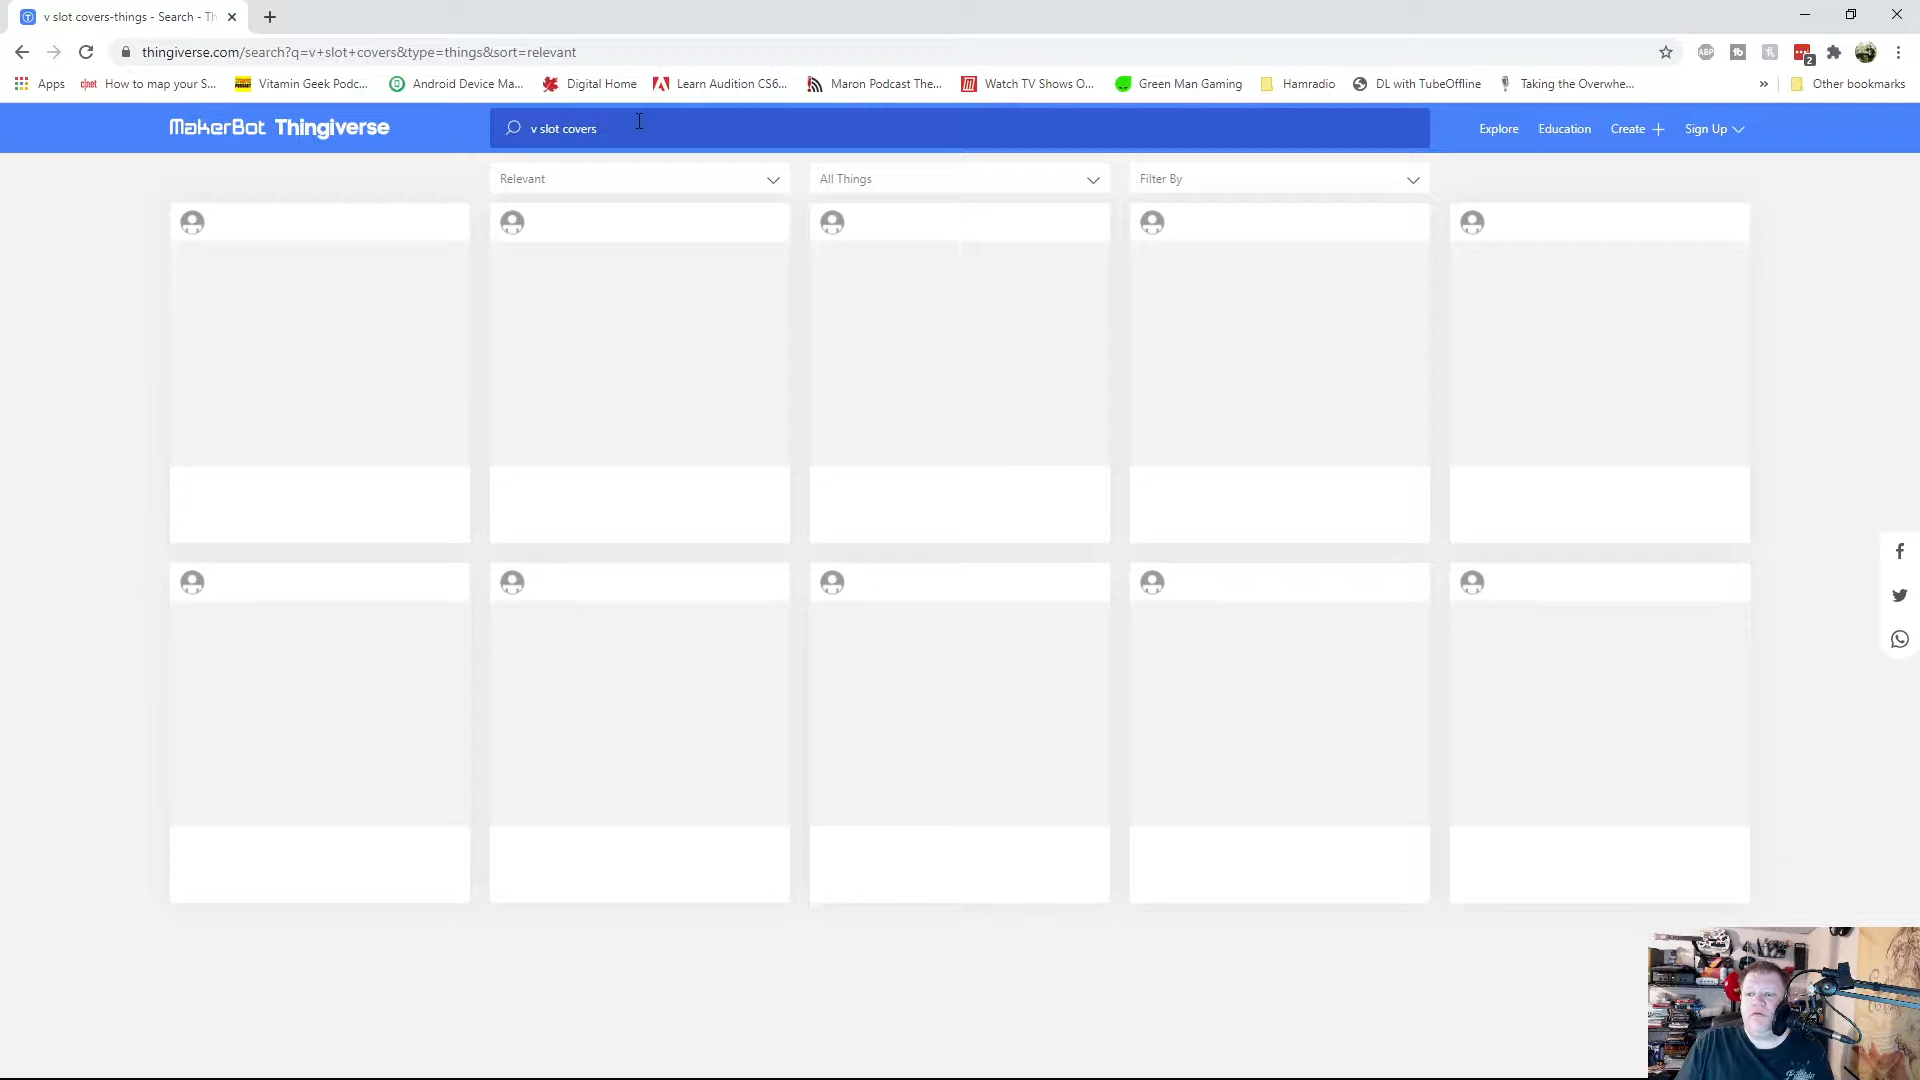 v slot covers-things - Search - Th
thingiverse.com/search?q=v+slot+covers&type=things&sort=relevant
ABP
2
Apps
cnet
How to map your S...
Vitamin Geek Podc...
Android Device Ma...
Digital Home
Learn Audition CS6...
Maron Podcast The...
Watch TV Shows O...
Green Man Gaming
Hamradio
DL with TubeOffline
Taking the Overwhe...
»
Other bookmarks
MakerBot Thingiverse
v slot covers
Explore
Education
Create +
Sign Up
Relevant
All Things
Filter By